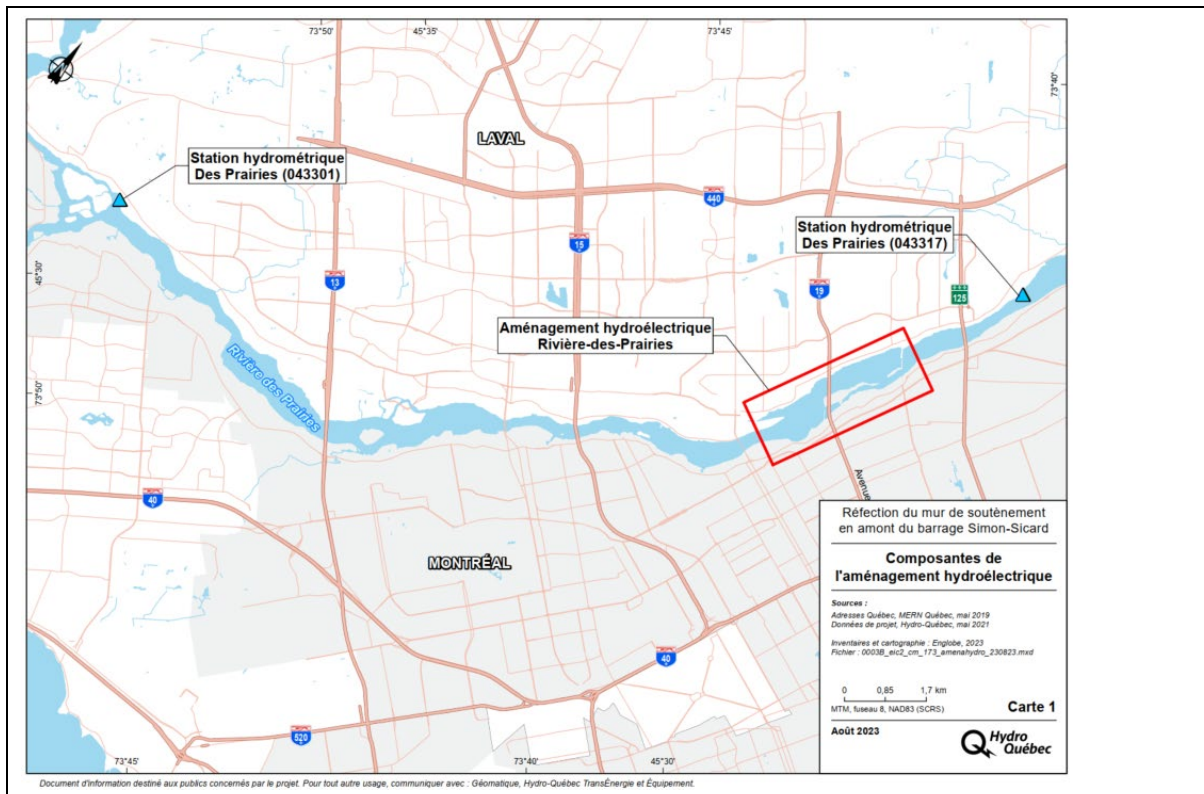 73°50'
45°35'
73°45'
73°40'
LAVAL
Station hydrométrique
Des Prairies (043301)
440
Station hydrométrique
Des Prairies (043317)
15
13
19
125
45°30'
Aménagement hydroélectrique
Rivière-des-Prairies
Rivière des Prairies
73°50'
40
Avenue
MONTRÉAL
40
520
Réfection du mur de soutènement
en amont du barrage Simon-Sicard
Composantes de
l'aménagement hydroélectrique
Sources :
Adresses Québec, MERN Québec, mai 2019
Données de projet, Hydro-Québec, mai 2021
Inventaires et cartographie : Englobe, 2023
Fichier : 0003B_eic2_cm_173_amenahydro_230823.mxd
0 0,85 1,7 km
MTM, fuseau 8, NAD83 (SCRS)
Carte 1
Août 2023
Hydro
Québec
73°45'
73°40'
45°30'
Document d'information destiné aux publics concernés par le projet. Pour tout autre usage, communiquer avec : Géomatique, Hydro-Québec TransÉnergie et Équipement.